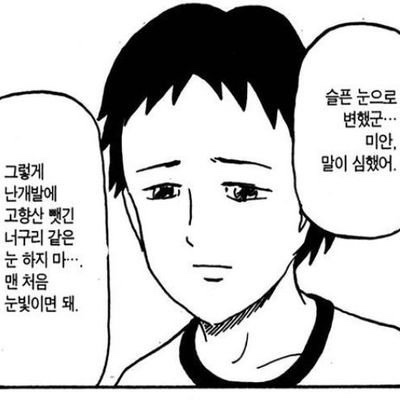 슬픈 눈으로
변했군…
미안,
말이 심했어.
그렇게
난개발에
고향산 뺏긴
너구리 같은
눈 하지 마….
맨 처음
눈빛이면 돼.